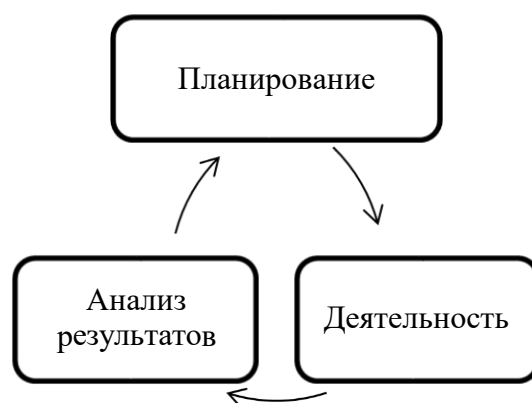 Планирование
Анализ
результатов
Деятельность